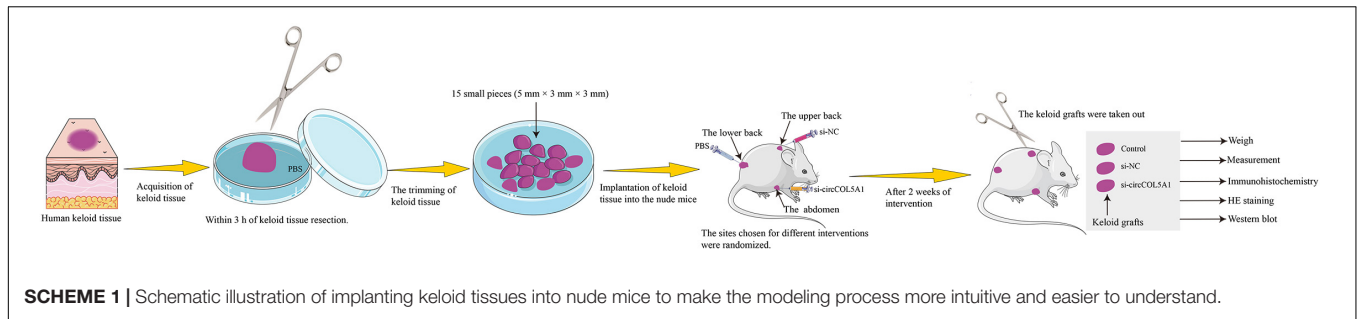 Human keloid tissue
Acquisition of
keloid tissue
PBS
Within 3 h of keloid tissue resection.
The trimming of
keloid tissue
15 small pieces (5 mm × 3 mm × 3 mm)
Implantation of keloid
tissue into the nude mice
The upper back
The lower back
si-NC
PBS
si-circCOL5A1
The abdomen
The sites chosen for different interventions
were randomized.
After 2 weeks of
intervention
The keloid grafts were taken out
Control
si-NC
si-circCOL5A1
Keloid grafts
Weigh
Measurement
Immunohistochemistry
HE staining
Western blot
SCHEME 1 | Schematic illustration of implanting keloid tissues into nude mice to make the modeling process more intuitive and easier to understand.